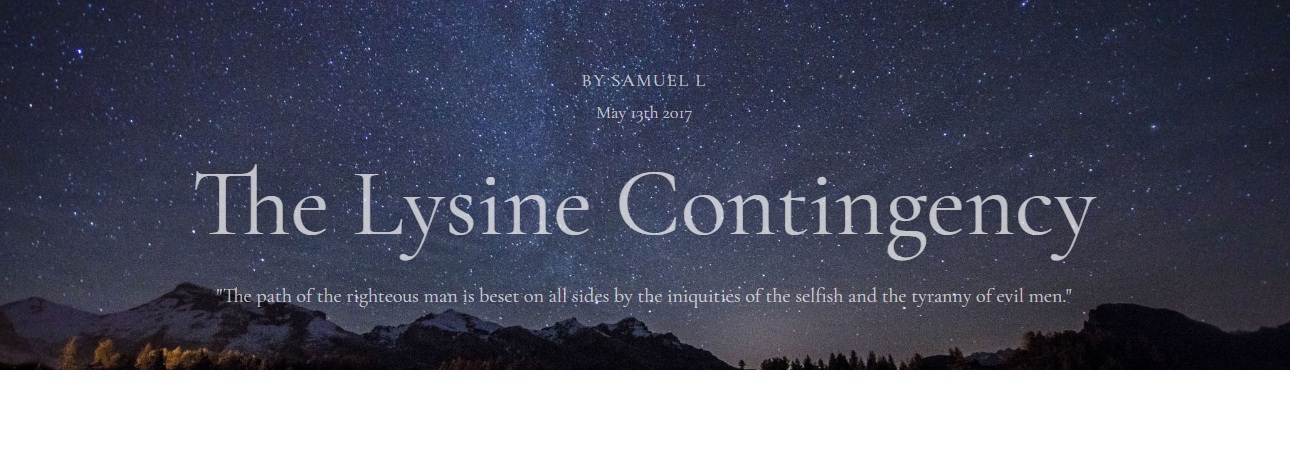 BY SAMUEL L
May 13th 2017
The Lysine Contingency
"The path of the righteous man is beset on all sides by the iniquities of the selfish and the tyranny of evil men."